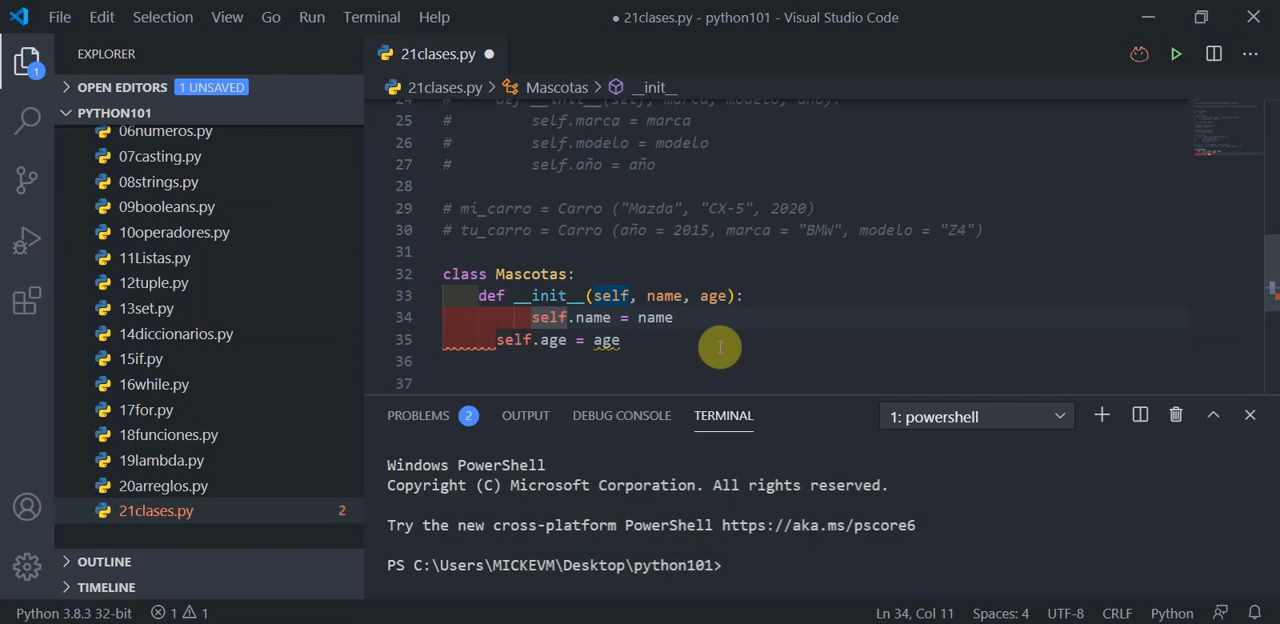 File Edit Selection View Go Run Terminal Help
● 21clases.py - python101 - Visual Studio Code
EXPLORER
1
OPEN EDITORS 1 UNSAVED
PYTHON101
06numeros.py
07casting.py
08strings.py
09booleans.py
10operadores.py
11Listas.py
12tuple.py
13set.py
14diccionarios.py
15if.py
16while.py
17for.py
18funciones.py
19lambda.py
20arreglos.py
21clases.py 2
OUTLINE
TIMELINE
21clases.py ●
21clases.py > Mascotas > __init__
24 # def __init__(self, marca, modelo, año):
25 # self.marca = marca
26 # self.modelo = modelo
27 # self.año = año
28
29 # mi_carro = Carro ("Mazda", "CX-5", 2020)
30 # tu_carro = Carro (año = 2015, marca = "BMW", modelo = "Z4")
31
32 class Mascotas:
33 def __init__(self, name, age):
34 self.name = name
35 self.age = age
36
37
PROBLEMS 2 OUTPUT DEBUG CONSOLE TERMINAL 1: powershell
Windows PowerShell
Copyright (C) Microsoft Corporation. All rights reserved.
Try the new cross-platform PowerShell https://aka.ms/pscore6
PS C:\Users\MICKEVM\Desktop\python101>
Python 3.8.3 32-bit 1 1 Ln 34, Col 11 Spaces: 4 UTF-8 CRLF Python